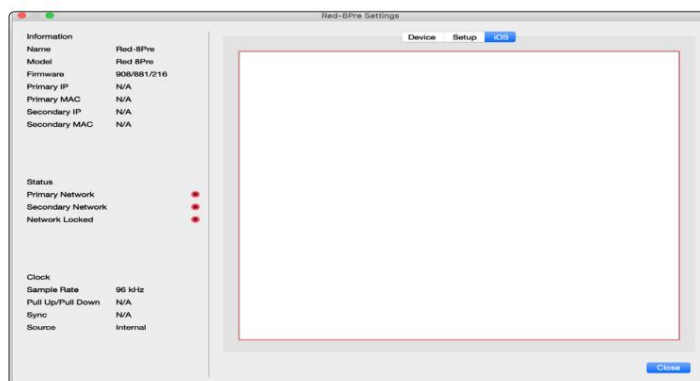 Red-8Pre Settings
Information
Name Red-8Pre
Model Red 8Pre
Firmware 908/881/216
Primary IP N/A
Primary MAC N/A
Secondary IP N/A
Secondary MAC N/A
Status
Primary Network
Secondary Network
Network Locked
Clock
Sample Rate 96 kHz
Pull Up/Pull Down N/A
Sync N/A
Source Internal
Device Setup iOS
Close